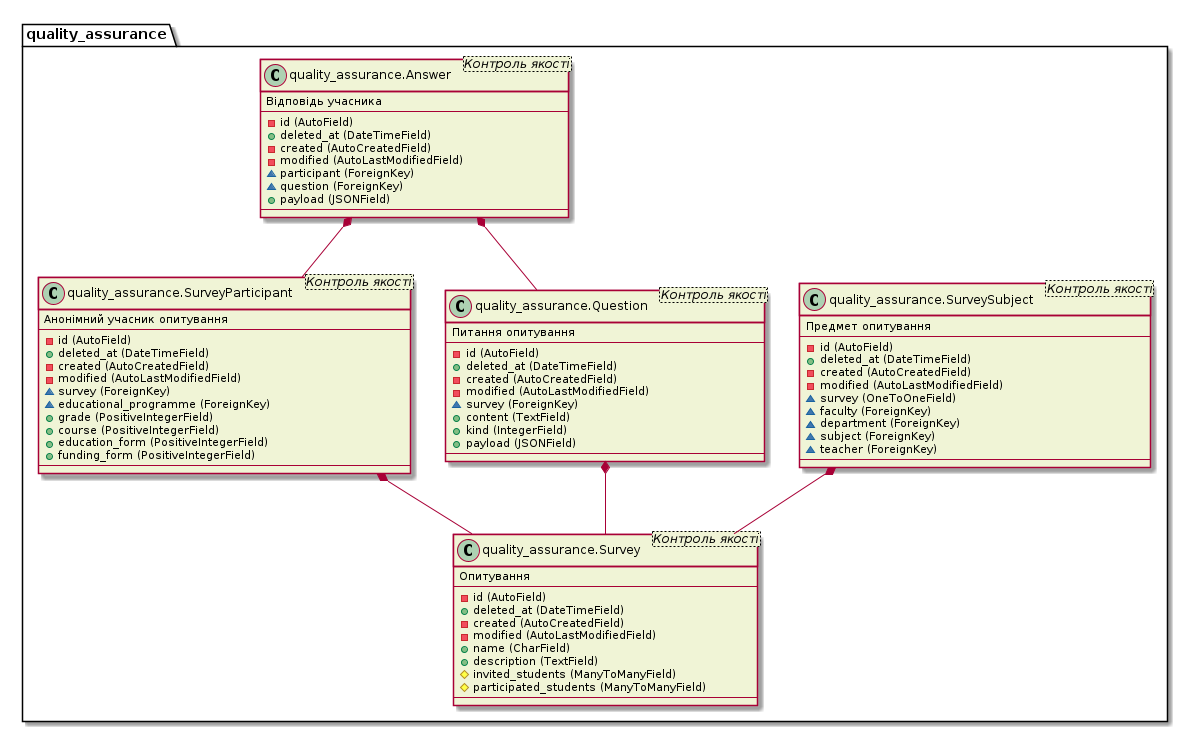 quality_assurance
Контроль якості
C quality_assurance.Answer
Відповідь учасника
id (AutoField)
deleted_at (DateTimeField)
created (AutoCreatedField)
modified (AutoLastModifiedField)
participant (ForeignKey)
question (ForeignKey)
payload (JSONField)
Контроль якості
C quality_assurance.SurveyParticipant
Анонімний учасник опитування
id (AutoField)
deleted_at (DateTimeField)
created (AutoCreatedField)
modified (AutoLastModifiedField)
survey (ForeignKey)
educational_programme (ForeignKey)
grade (PositiveIntegerField)
course (PositiveIntegerField)
education_form (PositiveIntegerField)
funding_form (PositiveIntegerField)
Контроль якості
C quality_assurance.Question
Питання опитування
id (AutoField)
deleted_at (DateTimeField)
created (AutoCreatedField)
modified (AutoLastModifiedField)
survey (ForeignKey)
content (TextField)
kind (IntegerField)
payload (JSONField)
Контроль якості
C quality_assurance.SurveySubject
Предмет опитування
id (AutoField)
deleted_at (DateTimeField)
created (AutoCreatedField)
modified (AutoLastModifiedField)
survey (OneToOneField)
faculty (ForeignKey)
department (ForeignKey)
subject (ForeignKey)
teacher (ForeignKey)
Контроль якості
C quality_assurance.Survey
Опитування
id (AutoField)
deleted_at (DateTimeField)
created (AutoCreatedField)
modified (AutoLastModifiedField)
name (CharField)
description (TextField)
invited_students (ManyToManyField)
participated_students (ManyToManyField)